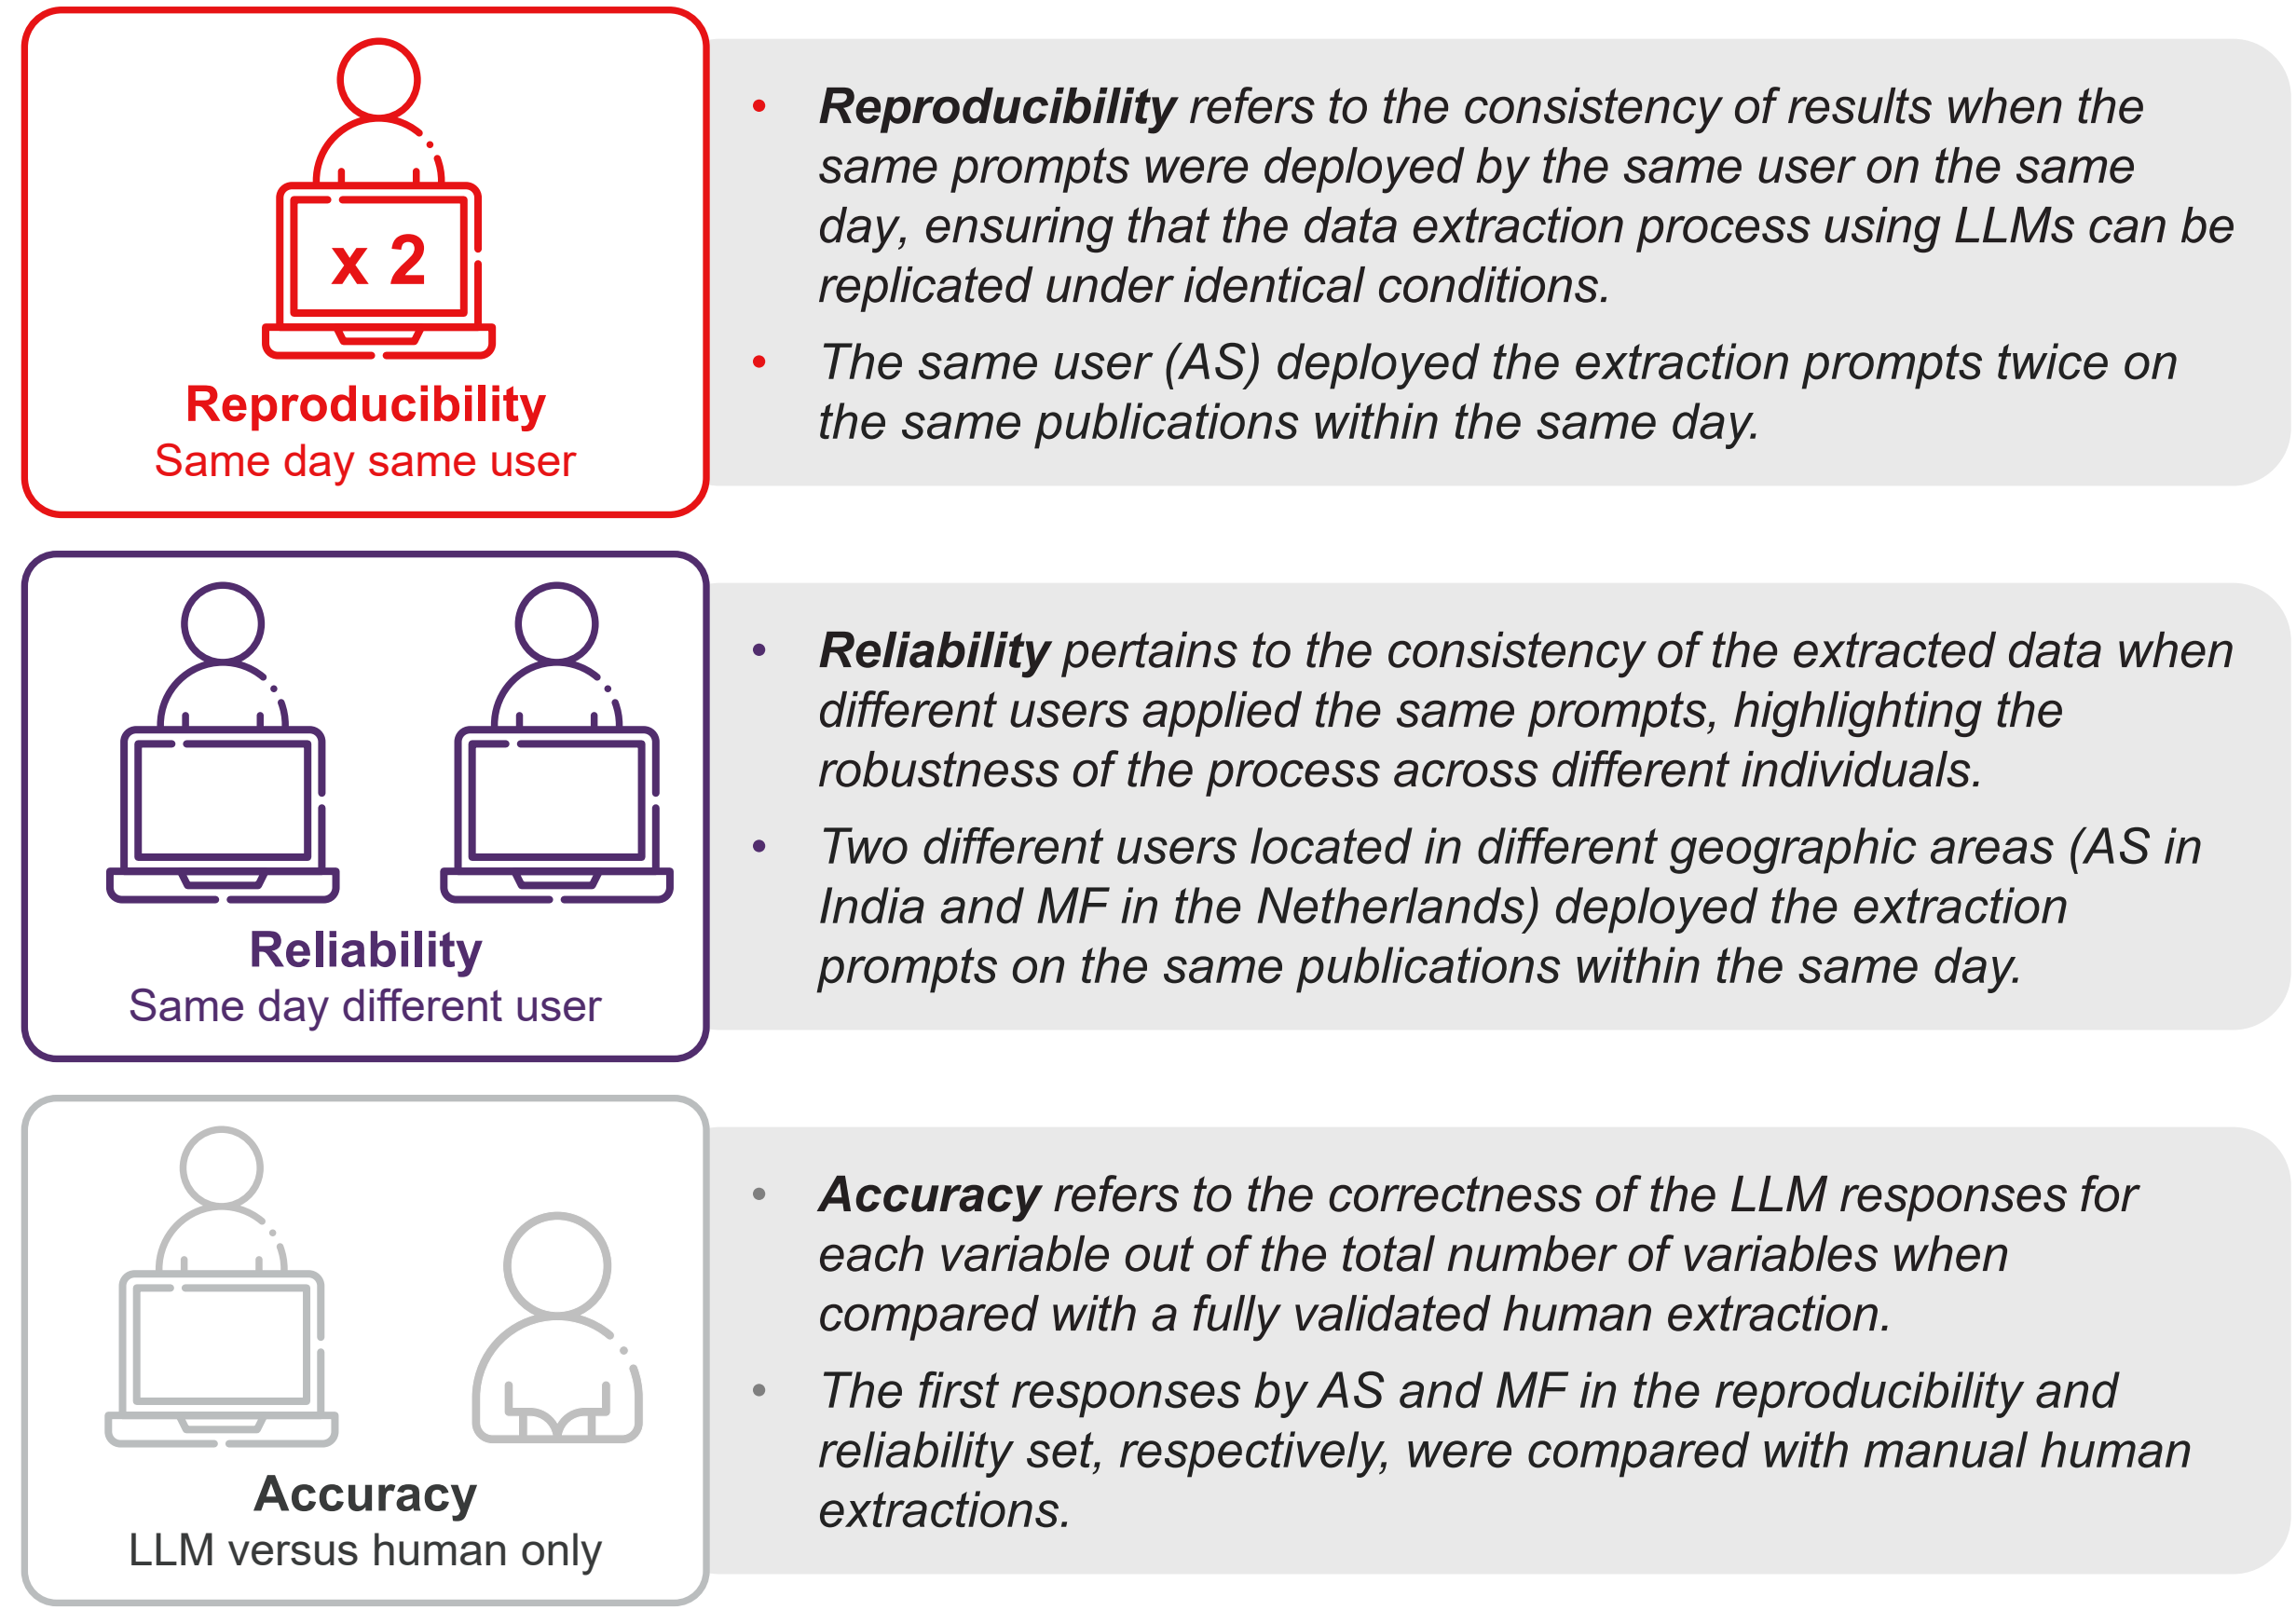 x 2
Reproducibility
Same day same user
• Reproducibility refers to the consistency of results when the
same prompts were deployed by the same user on the same
day, ensuring that the data extraction process using LLMs can be
replicated under identical conditions.
• The same user (AS) deployed the extraction prompts twice on
the same publications within the same day.
Reliability
Same day different user
• Reliability pertains to the consistency of the extracted data when
different users applied the same prompts, highlighting the
robustness of the process across different individuals.
• Two different users located in different geographic areas (AS in
India and MF in the Netherlands) deployed the extraction
prompts on the same publications within the same day.
Accuracy
LLM versus human only
• Accuracy refers to the correctness of the LLM responses for
each variable out of the total number of variables when
compared with a fully validated human extraction.
• The first responses by AS and MF in the reproducibility and
reliability set, respectively, were compared with manual human
extractions.